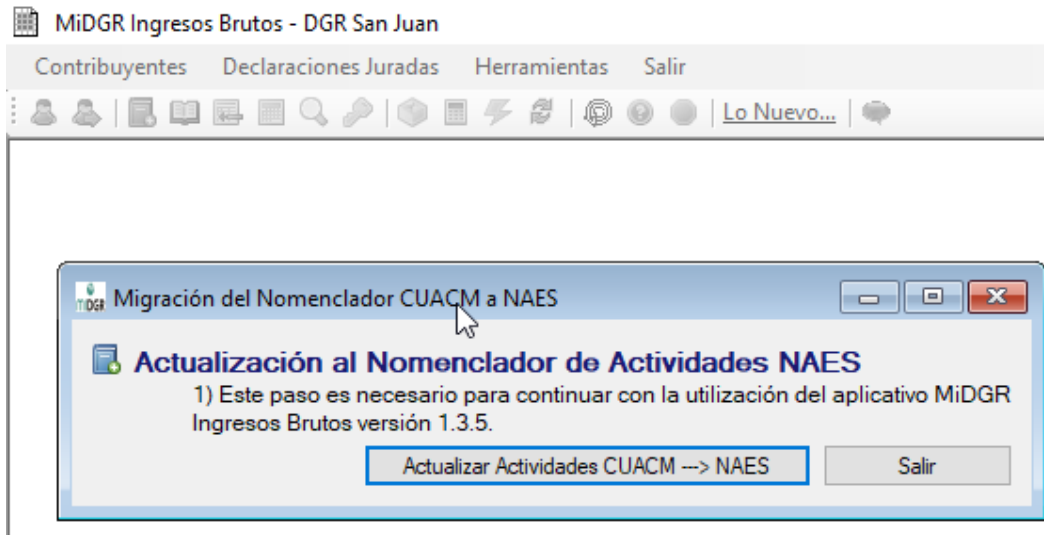 MiDGR Ingresos Brutos - DGR San Juan
Contribuyentes Declaraciones Juradas Herramientas Salir
Lo Nuevo...
MiDGR Migración del Nomenclador CUACM a NAES
Actualización al Nomenclador de Actividades NAES
1) Este paso es necesario para continuar con la utilización del aplicativo MiDGR
Ingresos Brutos versión 1.3.5.
Actualizar Actividades CUACM ---> NAES Salir